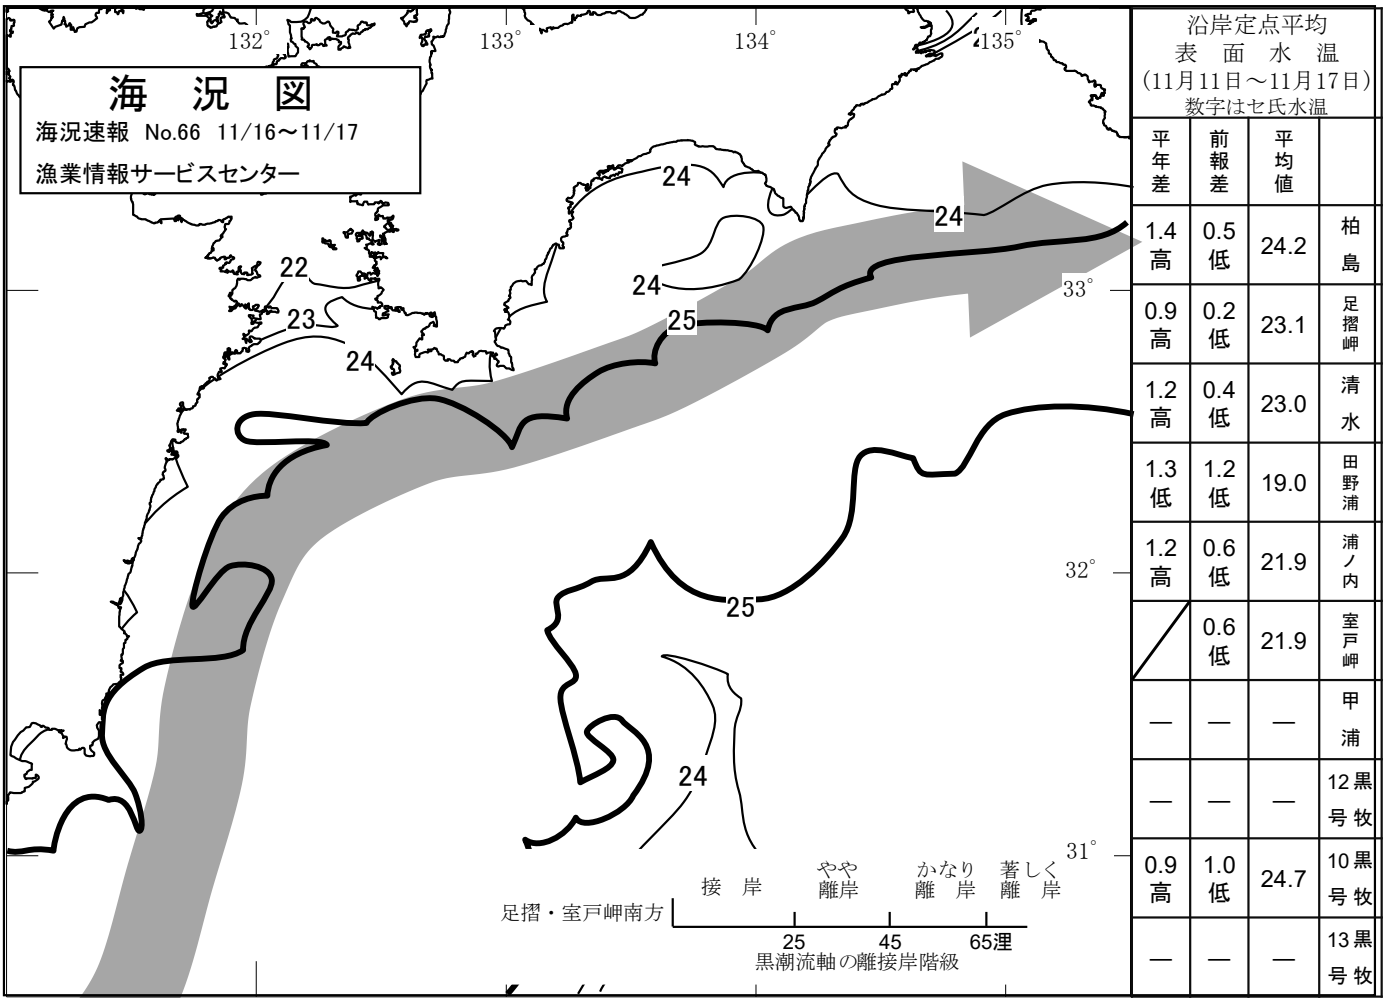 海 況 図
海況速報 No.66 11/16～11/17
漁業情報サービスセンター
132°
133°
134°
135°
33°
32°
31°
24
24
24
25
22
23
24
25
24
接 岸
やや
離岸
かなり
離 岸
著しく
離 岸
足摺・室戸岬南方
25 45 65浬
黒潮流軸の離接岸階級
沿岸定点平均
表 面 水 温
(11月11日～11月17日)
数字はセ氏水温
平年差 前報差 平均値
1.4高 0.5低 24.2 柏島
0.9高 0.2低 23.1 足摺岬
1.2高 0.4低 23.0 清水
1.3低 1.2低 19.0 田野浦
1.2高 0.6低 21.9 浦ノ内
0.6低 21.9 室戸岬
— — — 甲浦
— — — 黒牧12号
0.9高 1.0低 24.7 黒牧10号
— — — 黒牧13号